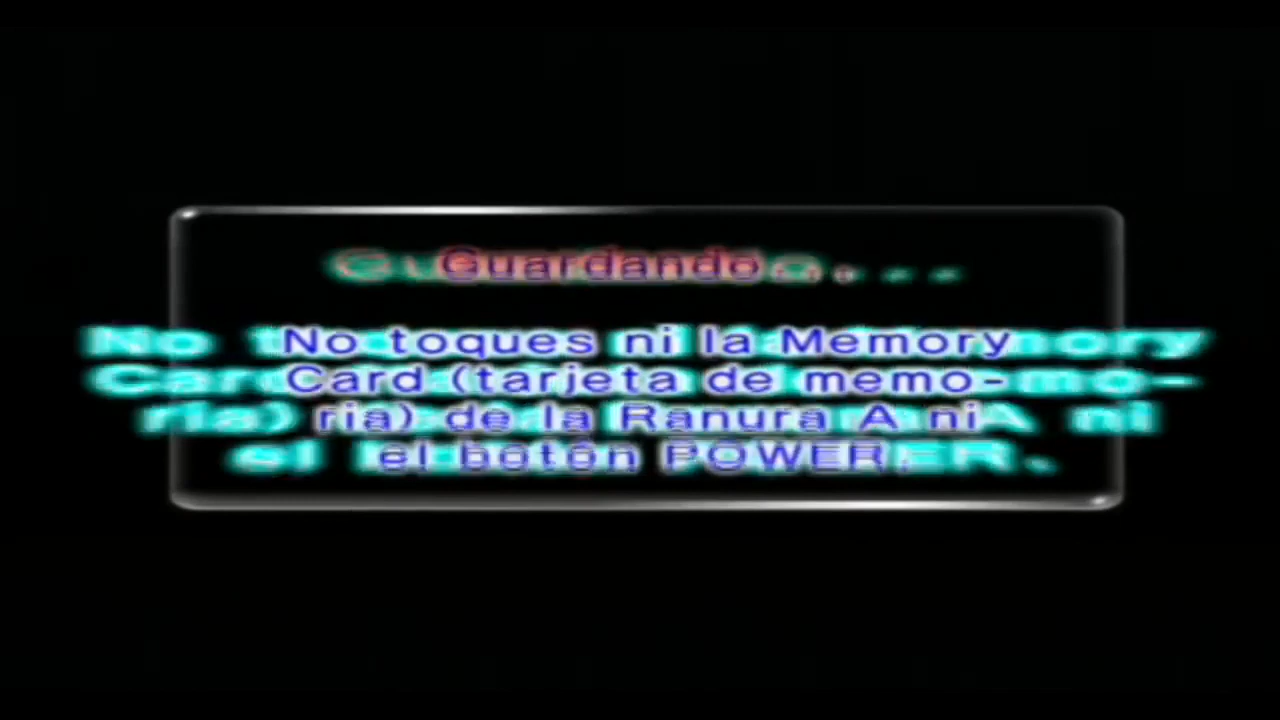 Guardando...
No toques ni la Memory
Card (tarjeta de memo-
ria) de la Ranura A ni
el botón POWER.